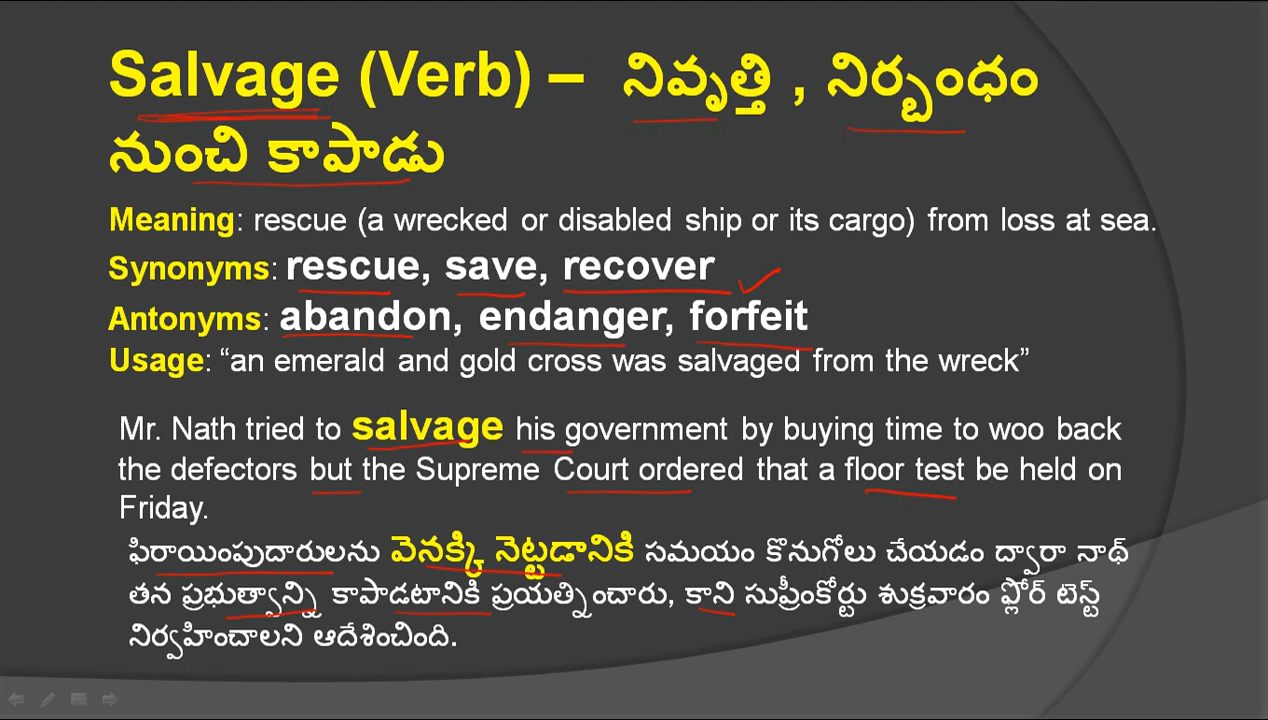 Salvage (Verb) – నివృత్తి , నిర్బంధం
నుంచి కాపాడు
Meaning: rescue (a wrecked or disabled ship or its cargo) from loss at sea.
Synonyms: rescue, save, recover
Antonyms: abandon, endanger, forfeit
Usage: “an emerald and gold cross was salvaged from the wreck”
Mr. Nath tried to salvage his government by buying time to woo back
the defectors but the Supreme Court ordered that a floor test be held on
Friday.
ఫిరాయింపుదారులను వెనక్కి నెట్టడానికి సమయం కొనుగోలు చేయడం ద్వారా నాథ్
తన ప్రభుత్వాన్ని కాపాడటానికి ప్రయత్నించారు, కాని సుప్రీంకోర్టు శుక్రవారం ఫ్లోర్ టెస్ట్
నిర్వహించాలని ఆదేశించింది.